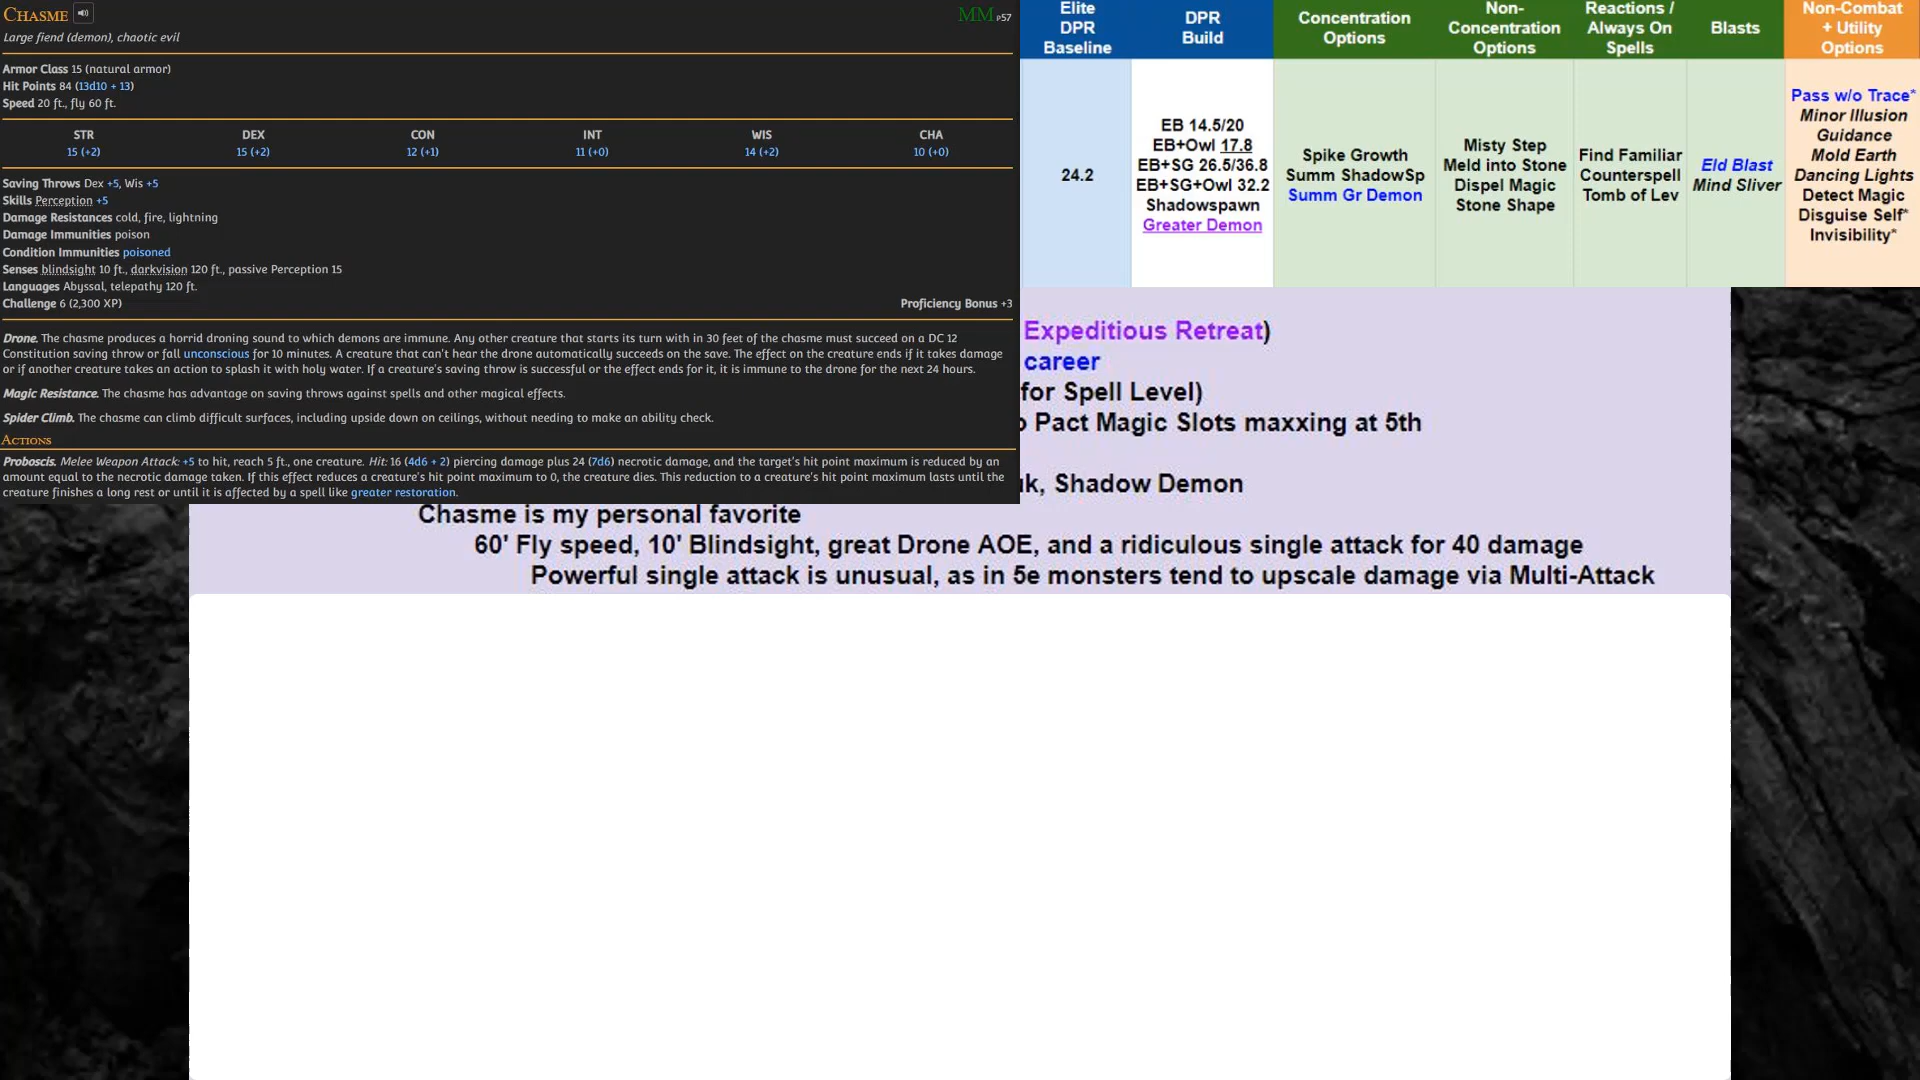 CHASME
MM P57
Large fiend (demon), chaotic evil
Armor Class 15 (natural armor)
Hit Points 84 (13d10 + 13)
Speed 20 ft., fly 60 ft.
STR DEX CON INT WIS CHA
15 (+2) 15 (+2) 12 (+1) 11 (+0) 14 (+2) 10 (+0)
Saving Throws Dex +5, Wis +5
Skills Perception +5
Damage Resistances cold, fire, lightning
Damage Immunities poison
Condition Immunities poisoned
Senses blindsight 10 ft., darkvision 120 ft., passive Perception 15
Languages Abyssal, telepathy 120 ft.
Challenge 6 (2,300 XP) Proficiency Bonus +3
Drone. The chasme produces a horrid droning sound to which demons are immune. Any other creature that starts its turn with in 30 feet of the chasme must succeed on a DC 12
Constitution saving throw or fall unconscious for 10 minutes. A creature that can't hear the drone automatically succeeds on the save. The effect on the creature ends if it takes damage
or if another creature takes an action to splash it with holy water. If a creature's saving throw is successful or the effect ends for it, it is immune to the drone for the next 24 hours.
Magic Resistance. The chasme has advantage on saving throws against spells and other magical effects.
Spider Climb. The chasme can climb difficult surfaces, including upside down on ceilings, without needing to make an ability check.
ACTIONS
Proboscis. Melee Weapon Attack: +5 to hit, reach 5 ft., one creature. Hit: 16 (4d6 + 2) piercing damage plus 24 (7d6) necrotic damage, and the target's hit point maximum is reduced by an
amount equal to the necrotic damage taken. If this effect reduces a creature's hit point maximum to 0, the creature dies. This reduction to a creature's hit point maximum lasts until the
creature finishes a long rest or until it is affected by a spell like greater restoration.
Elite
DPR
Baseline
DPR
Build
Concentration
Options
Non-
Concentration
Options
Reactions /
Always On
Spells
Blasts
Non-Combat
+ Utility
Options
24.2
EB 14.5/20
EB+Owl 17.8
EB+SG 26.5/36.8
EB+SG+Owl 32.2
Shadowspawn
Greater Demon
Spike Growth
Summ ShadowSp
Summ Gr Demon
Misty Step
Meld into Stone
Dispel Magic
Stone Shape
Find Familiar
Counterspell
Tomb of Lev
Eld Blast
Mind Sliver
Pass w/o Trace*
Minor Illusion
Guidance
Mold Earth
Dancing Lights
Detect Magic
Disguise Self*
Invisibility*
Expeditious Retreat)
career
for Spell Level)
Pact Magic Slots maxxing at 5th
k, Shadow Demon
Chasme is my personal favorite
60' Fly speed, 10' Blindsight, great Drone AOE, and a ridiculous single attack for 40 damage
Powerful single attack is unusual, as in 5e monsters tend to upscale damage via Multi-Attack